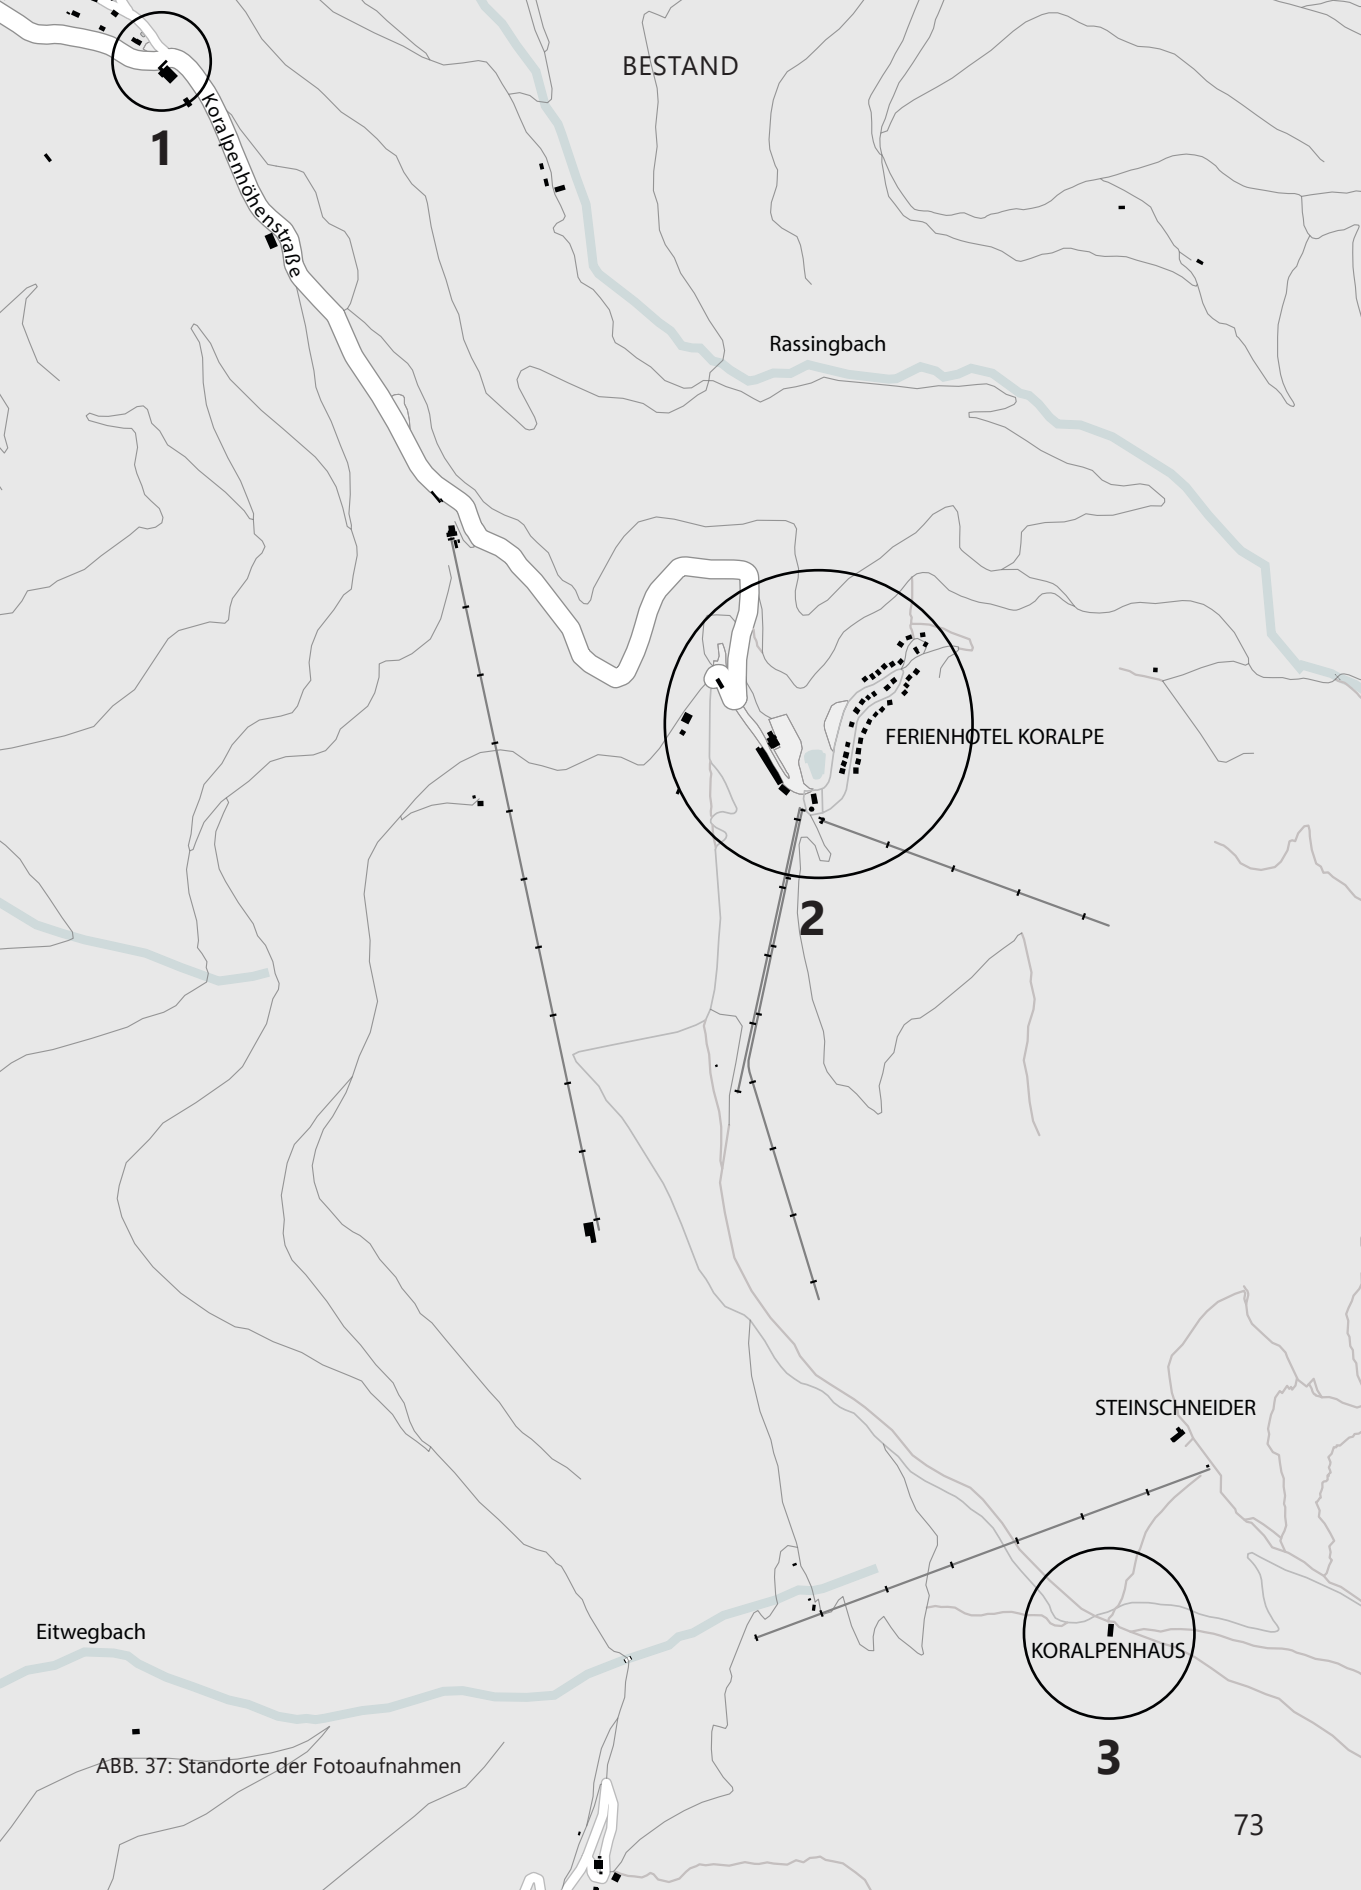 BESTAND
1
Koralpenhöhenstraße
Rassingbach
FERIENHOTEL KORALPE
2
STEINSCHNEIDER
Eitwegbach
KORALPENHAUS
3
ABB. 37: Standorte der Fotoaufnahmen
73